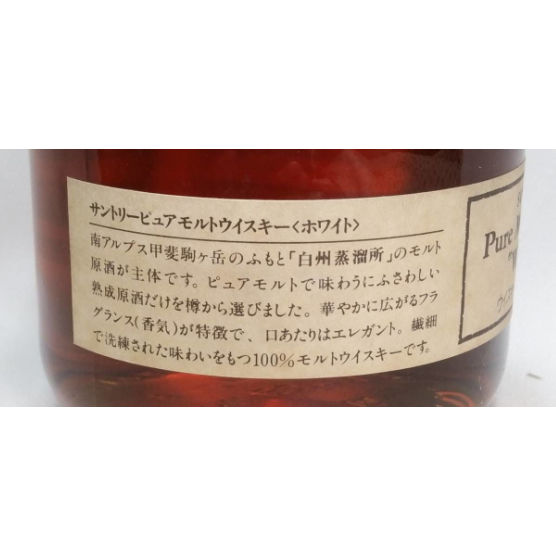 サントリーピュアモルトウイスキー〈ホワイト〉
南アルプス甲斐駒ヶ岳のふもと「白州蒸溜所」のモルト
原酒が主体です。ピュアモルトで味わうにふさわしい
熟成原酒だけを樽から選びました。華やかに広がるフラ
グランス(香気)が特徴で、口あたりはエレガント。繊細
で洗練された味わいをもつ100%モルトウイスキーです。
Pure
ウイス